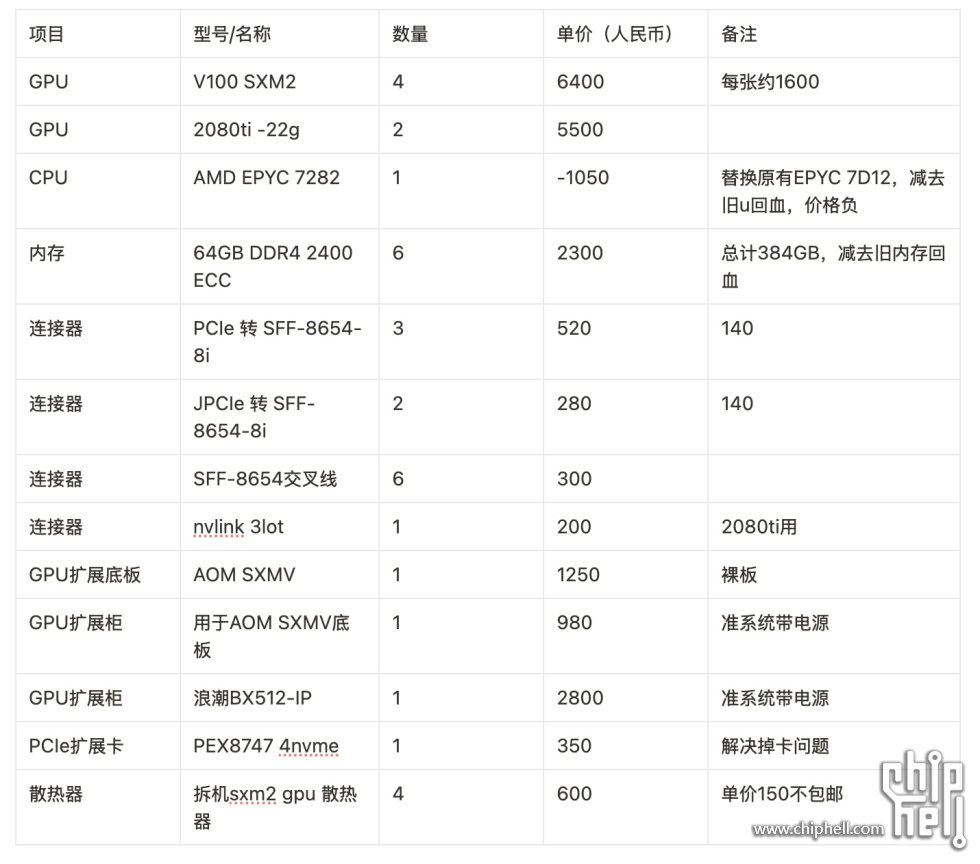 项目 型号/名称 数量 单价（人民币） 备注
GPU V100 SXM2 4 6400 每张约1600
GPU 2080ti -22g 2 5500
CPU AMD EPYC 7282 1 -1050 替换原有EPYC 7D12，减去
旧u回血，价格负
内存 64GB DDR4 2400 6 2300 总计384GB，减去旧内存回
ECC 血
连接器 PCIe 转 SFF-8654- 3 520 140
8i
连接器 JPCIe 转 SFF- 2 280 140
8654-8i
连接器 SFF-8654交叉线 6 300
连接器 nvlink 3lot 1 200 2080ti用
GPU扩展底板 AOM SXMV 1 1250 裸板
GPU扩展柜 用于AOM SXMV底 1 980 准系统带电源
板
GPU扩展柜 浪潮BX512-IP 1 2800 准系统带电源
PCIe扩展卡 PEX8747 4nvme 1 350 解决掉卡问题
散热器 拆机sxm2 gpu 散热 4 600 单价150不包邮
器
chip
hell
www.chiphell.com